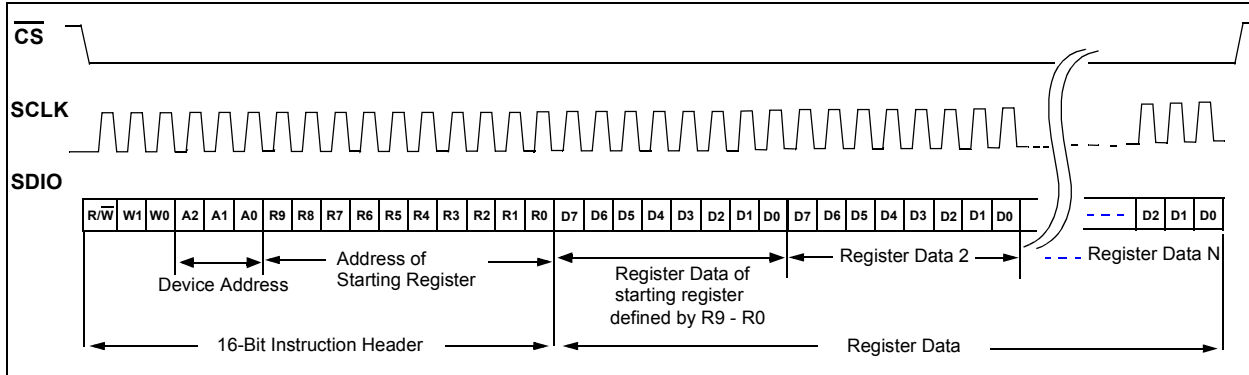 CS
SCLK
SDIO
R/W W1 W0 A2 A1 A0 R9 R8 R7 R6 R5 R4 R3 R2 R1 R0 D7 D6 D5 D4 D3 D2 D1 D0 D7 D6 D5 D4 D3 D2 D1 D0 D2 D1 D0
Device Address
Address of
Starting Register
Register Data of
starting register
defined by R9 - R0
Register Data 2
Register Data N
16-Bit Instruction Header
Register Data